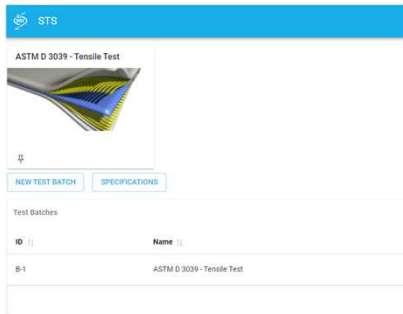 STS
ASTM D 3039 - Tensile Test
NEW TEST BATCH SPECIFICATIONS
Test Batches
ID Name
B-1 ASTM D 3039 - Tensile Test